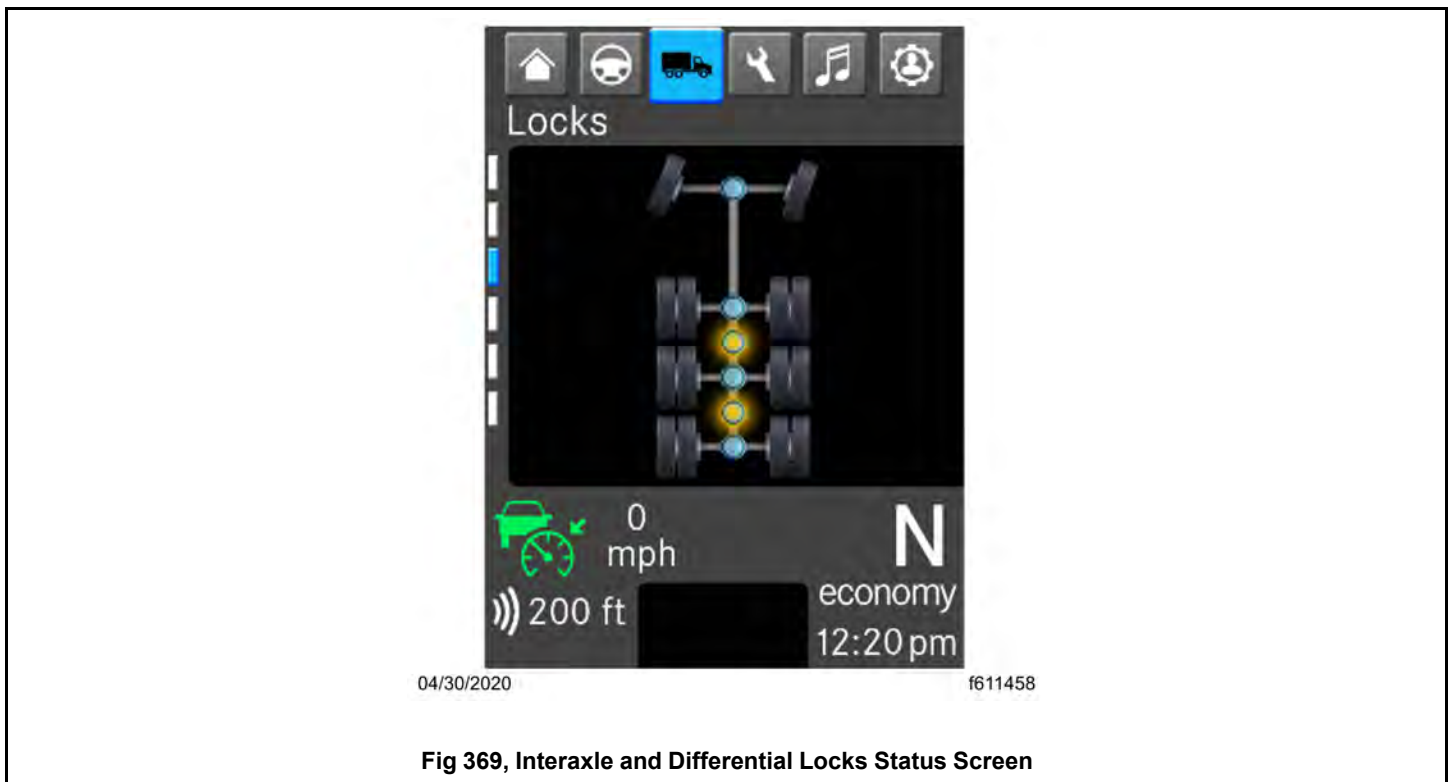 Locks
0
mph
N
economy
200 ft
12:20 pm
04/30/2020
f611458
Fig 369, Interaxle and Differential Locks Status Screen